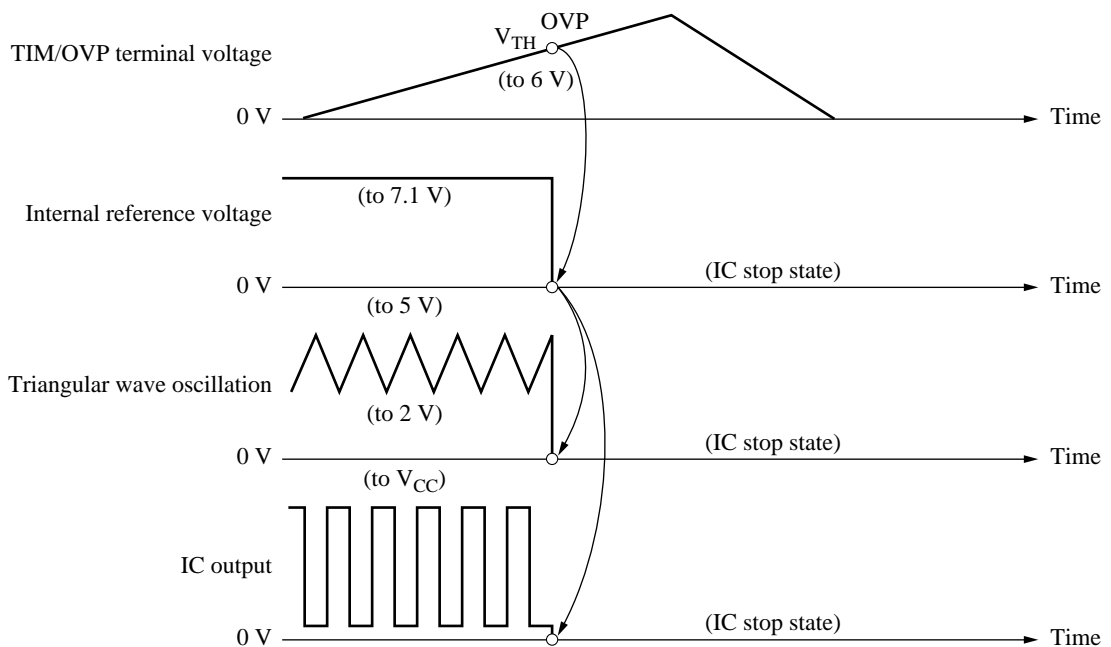 OVP
V_TH
TIM/OVP terminal voltage
(to 6 V)
0 V
Time
(to 7.1 V)
Internal reference voltage
(IC stop state)
0 V
Time
(to 5 V)
Triangular wave oscillation
(to 2 V)
(IC stop state)
0 V
Time
(to V_CC)
IC output
(IC stop state)
0 V
Time